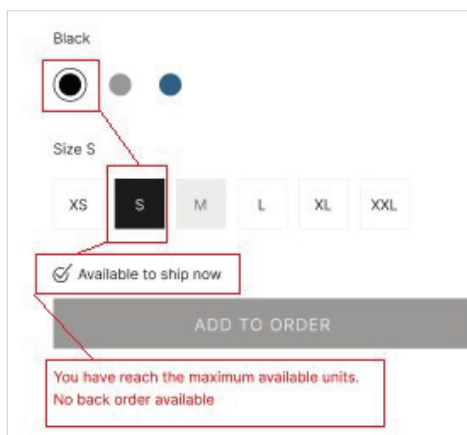 Black
Size S
XS S M L XL XXL
Available to ship now
ADD TO ORDER
You have reach the maximum available units.
No back order available